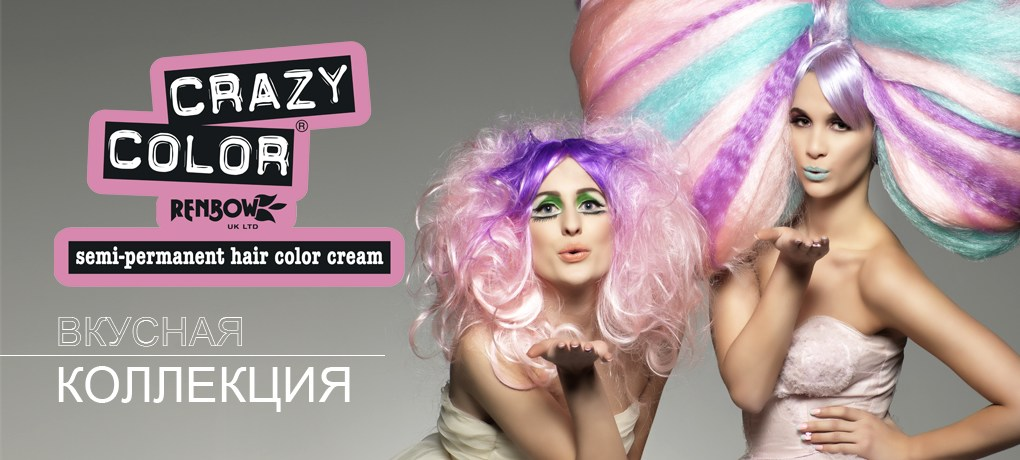 CRAZY
COLOR®
RENBOW
UK LTD
semi-permanent hair color cream
ВКУСНАЯ
КОЛЛЕКЦИЯ